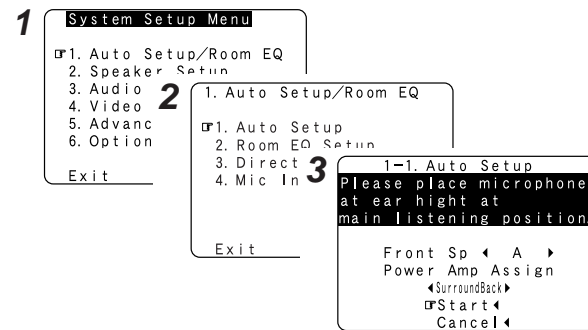 1
System Setup Menu
☞1. Auto Setup/Room EQ
2. Speaker Setup
3. Audio
4. Video
5. Advanc
6. Option
Exit
2
1. Auto Setup/Room EQ
☞1. Auto Setup
2. Room EQ Setup
3. Direct
4. Mic In
Exit
3
1-1. Auto Setup
Please place microphone
at ear hight at
main listening position.
Front Sp ◀ A ▶
Power Amp Assign
◀SurroundBack▶
☞Start◀
Cancel◀